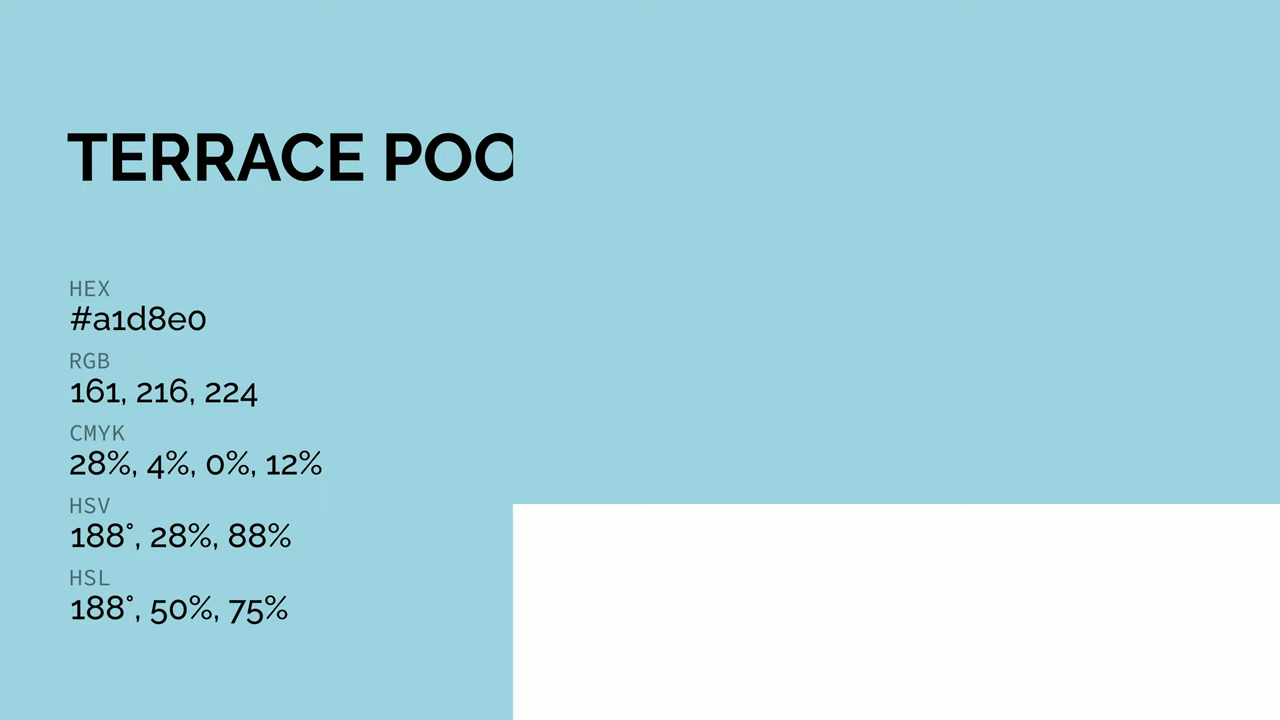 TERRACE POO
HEX
#a1d8e0
RGB
161, 216, 224
CMYK
28%, 4%, 0%, 12%
HSV
188°, 28%, 88%
HSL
188°, 50%, 75%